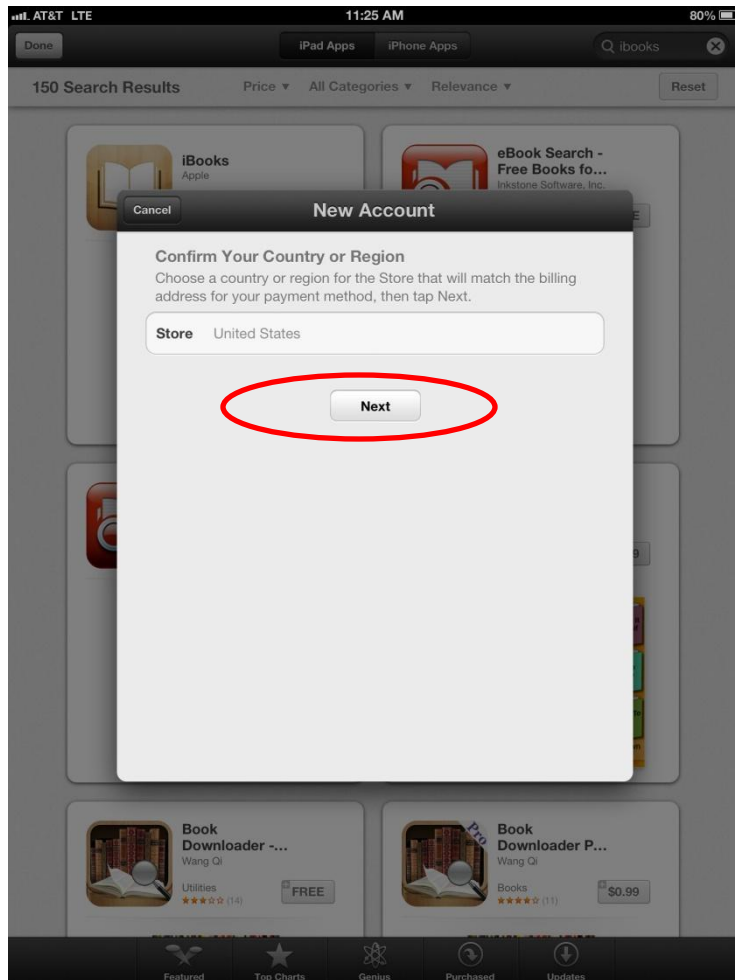 AT&T LTE 11:25 AM 80%
Done iPad Apps iPhone Apps ibooks
150 Search Results Price ▼ All Categories ▼ Relevance ▼ Reset
iBooks
Apple
eBook Search -
Free Books fo...
Inkstone Software, Inc.
E
Cancel New Account
Confirm Your Country or Region
Choose a country or region for the Store that will match the billing
address for your payment method, then tap Next.
Store United States
Next
9
Book
Downloader -...
Wang Qi
Utilities
★★★☆☆ (14)
+ FREE
Book
Downloader P...
Wang Qi
Books
★★★★☆ (11)
+ $0.99
Pro
Featured Top Charts Genius Purchased Updates